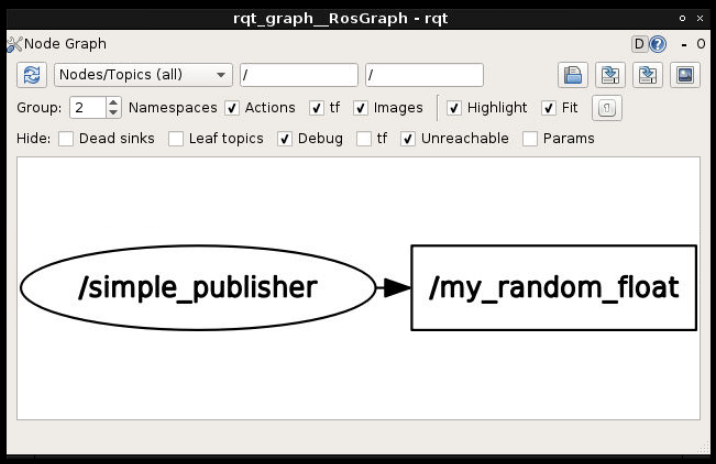 rqt_graph__RosGraph - rqt
Node Graph
D ? - O
Nodes/Topics (all) / /
Group: 2 Namespaces Actions tf Images Highlight Fit
Hide: Dead sinks Leaf topics Debug tf Unreachable Params
/simple_publisher /my_random_float